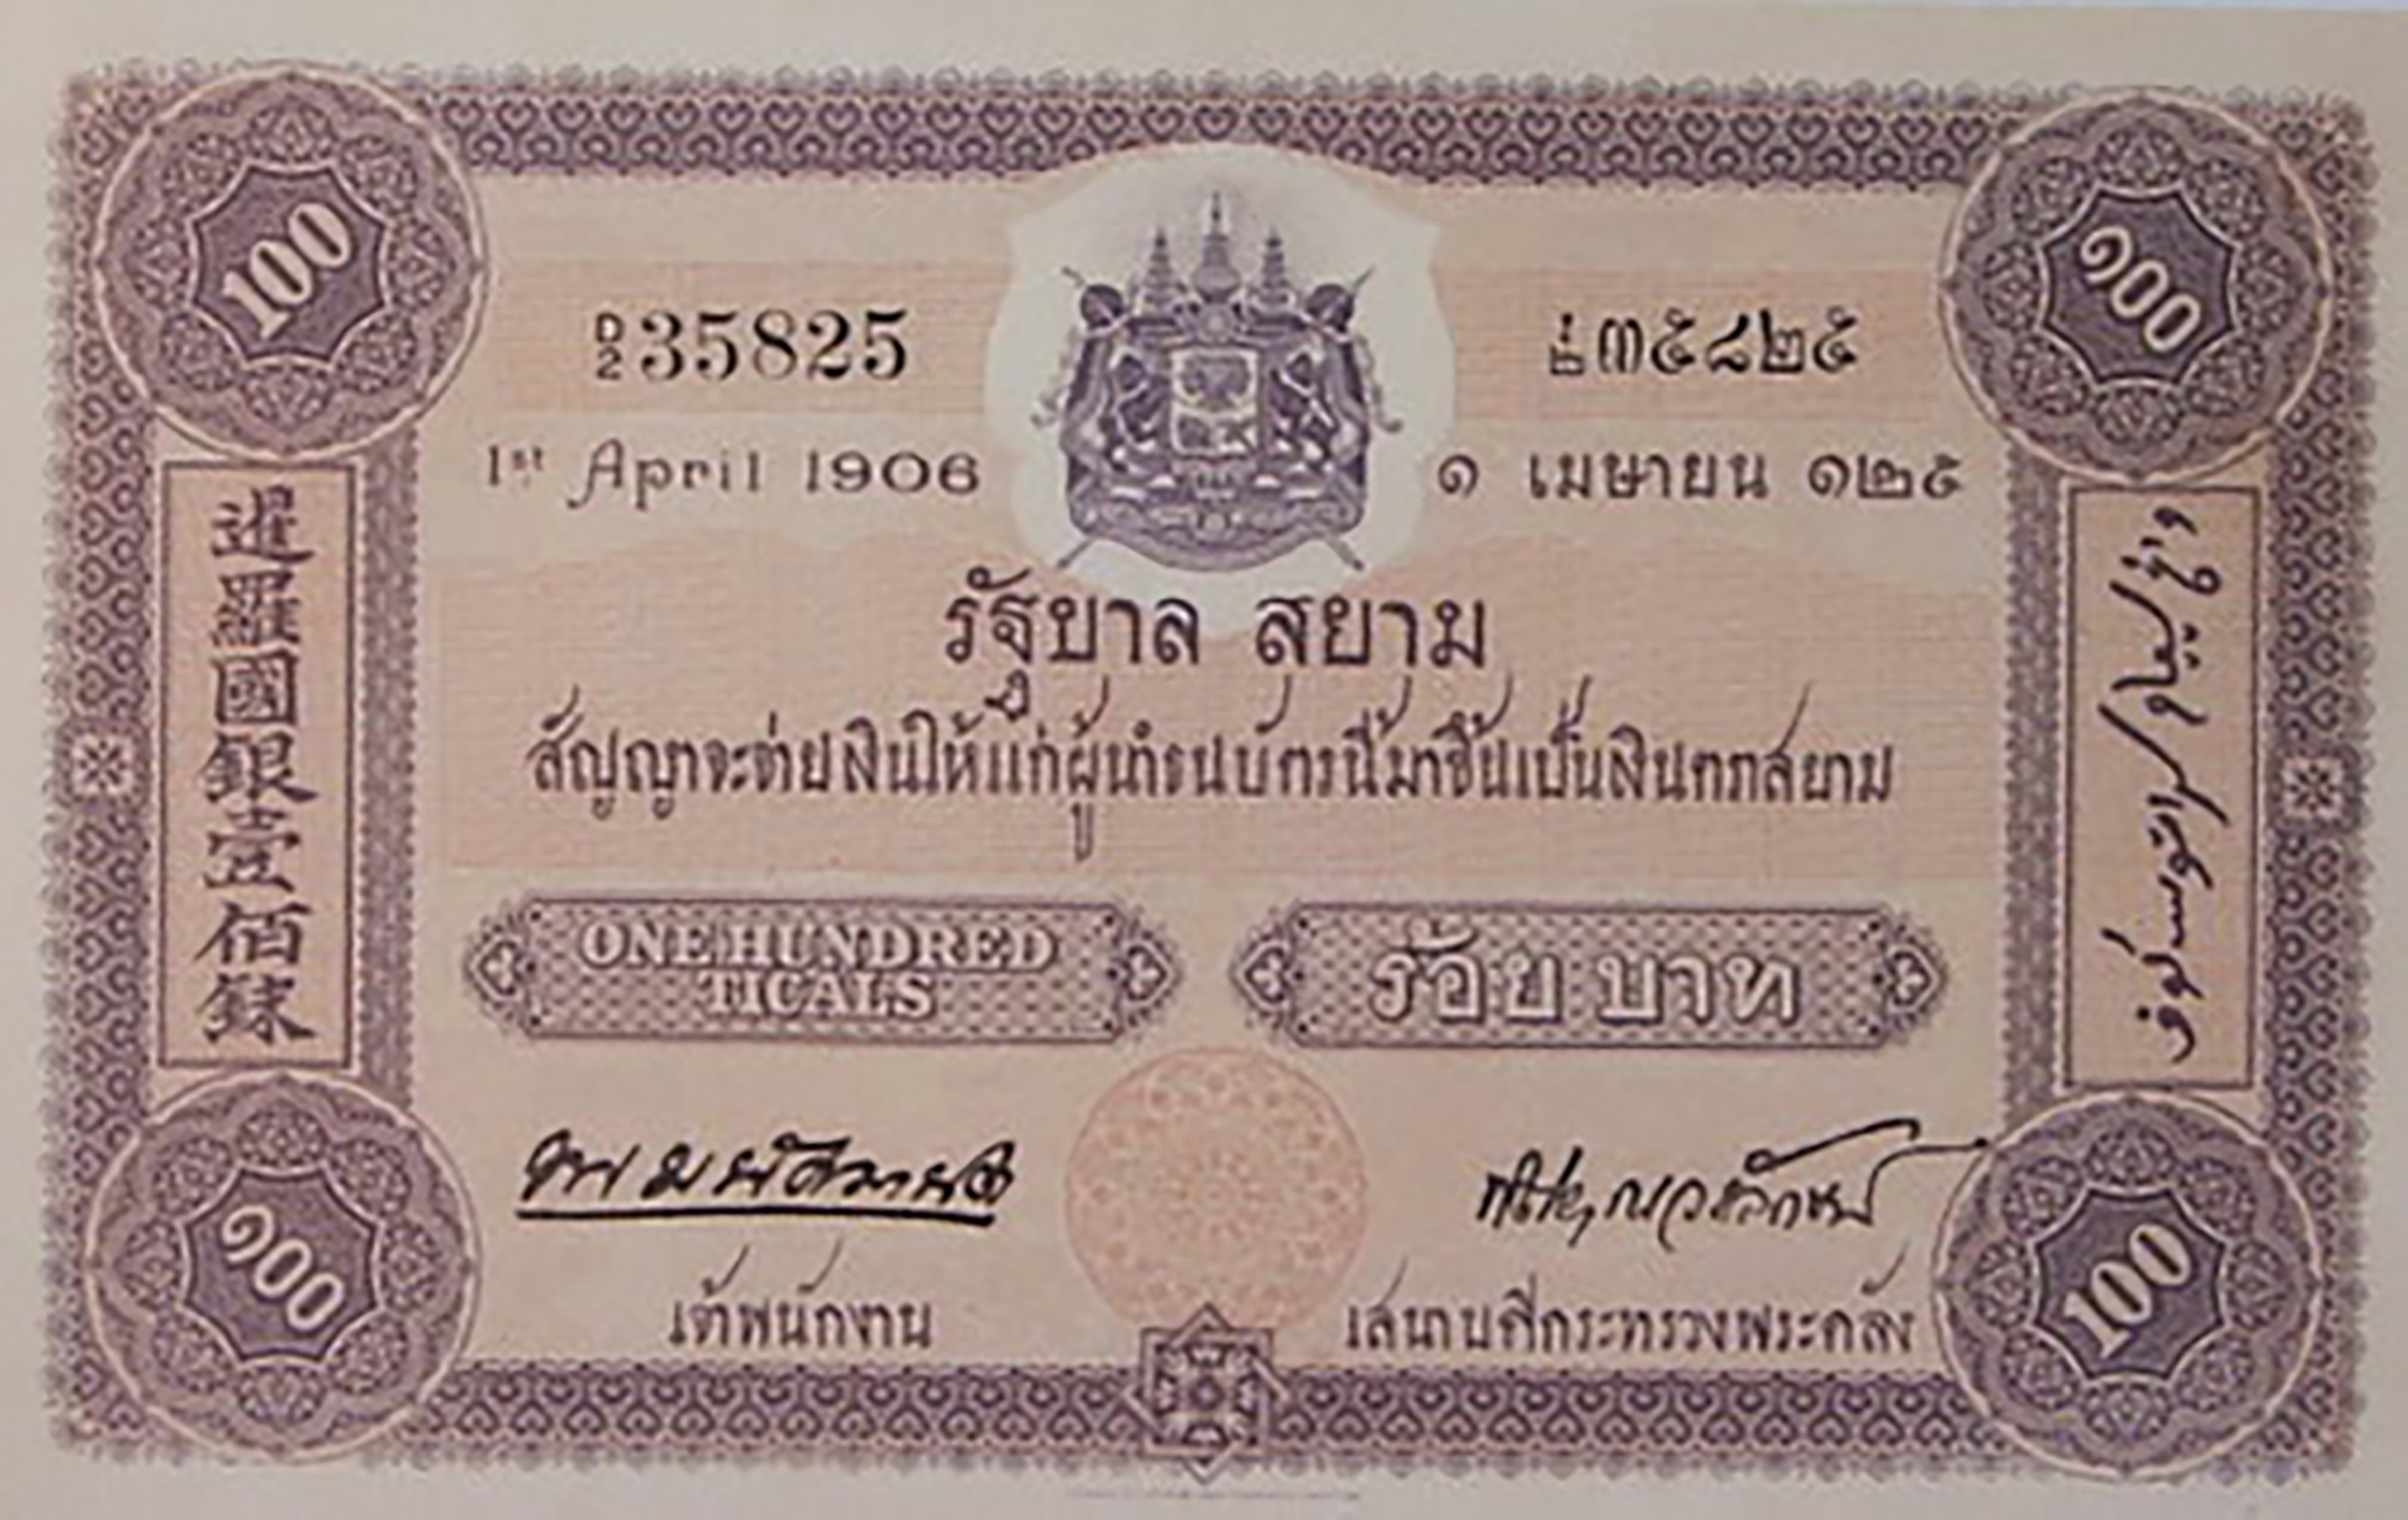 100
๑๐๐
D/2 35825
๓๕๘๒๕
1st April 1906
๑ เมษายน ๑๒๕
รัฐบาล สยาม
สัญญาจะจ่ายเงินให้แก่ผู้นำธนบัตรนี้มาขึ้นเป็นเงินตราสยาม
暹羅國銀壹佰銖
ONE HUNDRED
TICALS
ร้อย บาท
เจ้าพนักงาน
เสนาบดีกระทรวงพระคลัง
๑๐๐
100